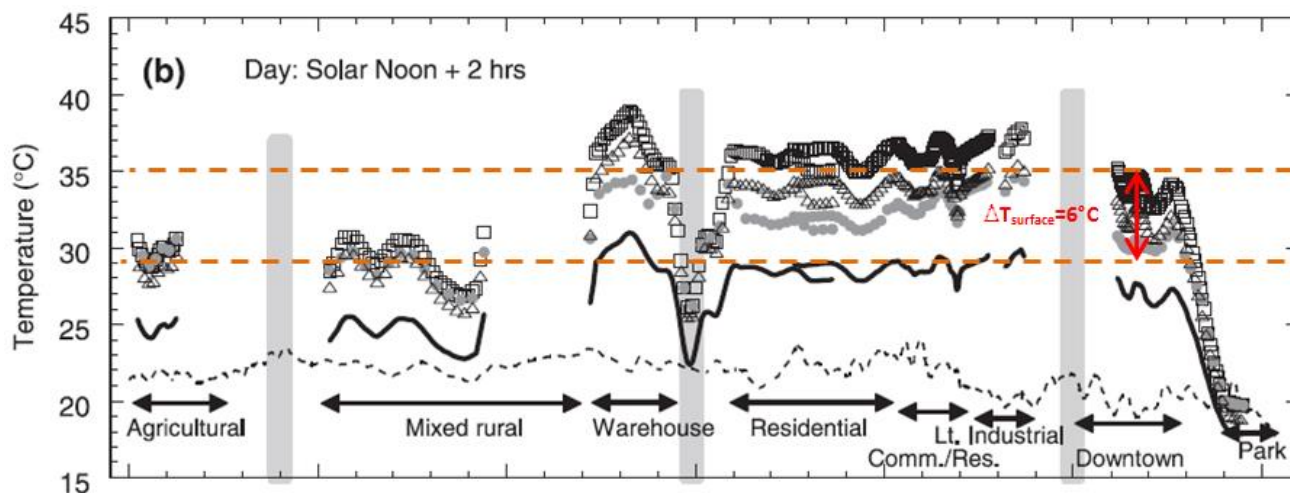 45
40
35
30
25
20
15
Temperature (°C)
(b) Day: Solar Noon + 2 hrs
ΔTsurface=6°C
Agricultural
Mixed rural
Warehouse
Residential
Lt. Industrial
Comm./Res.
Downtown
Park